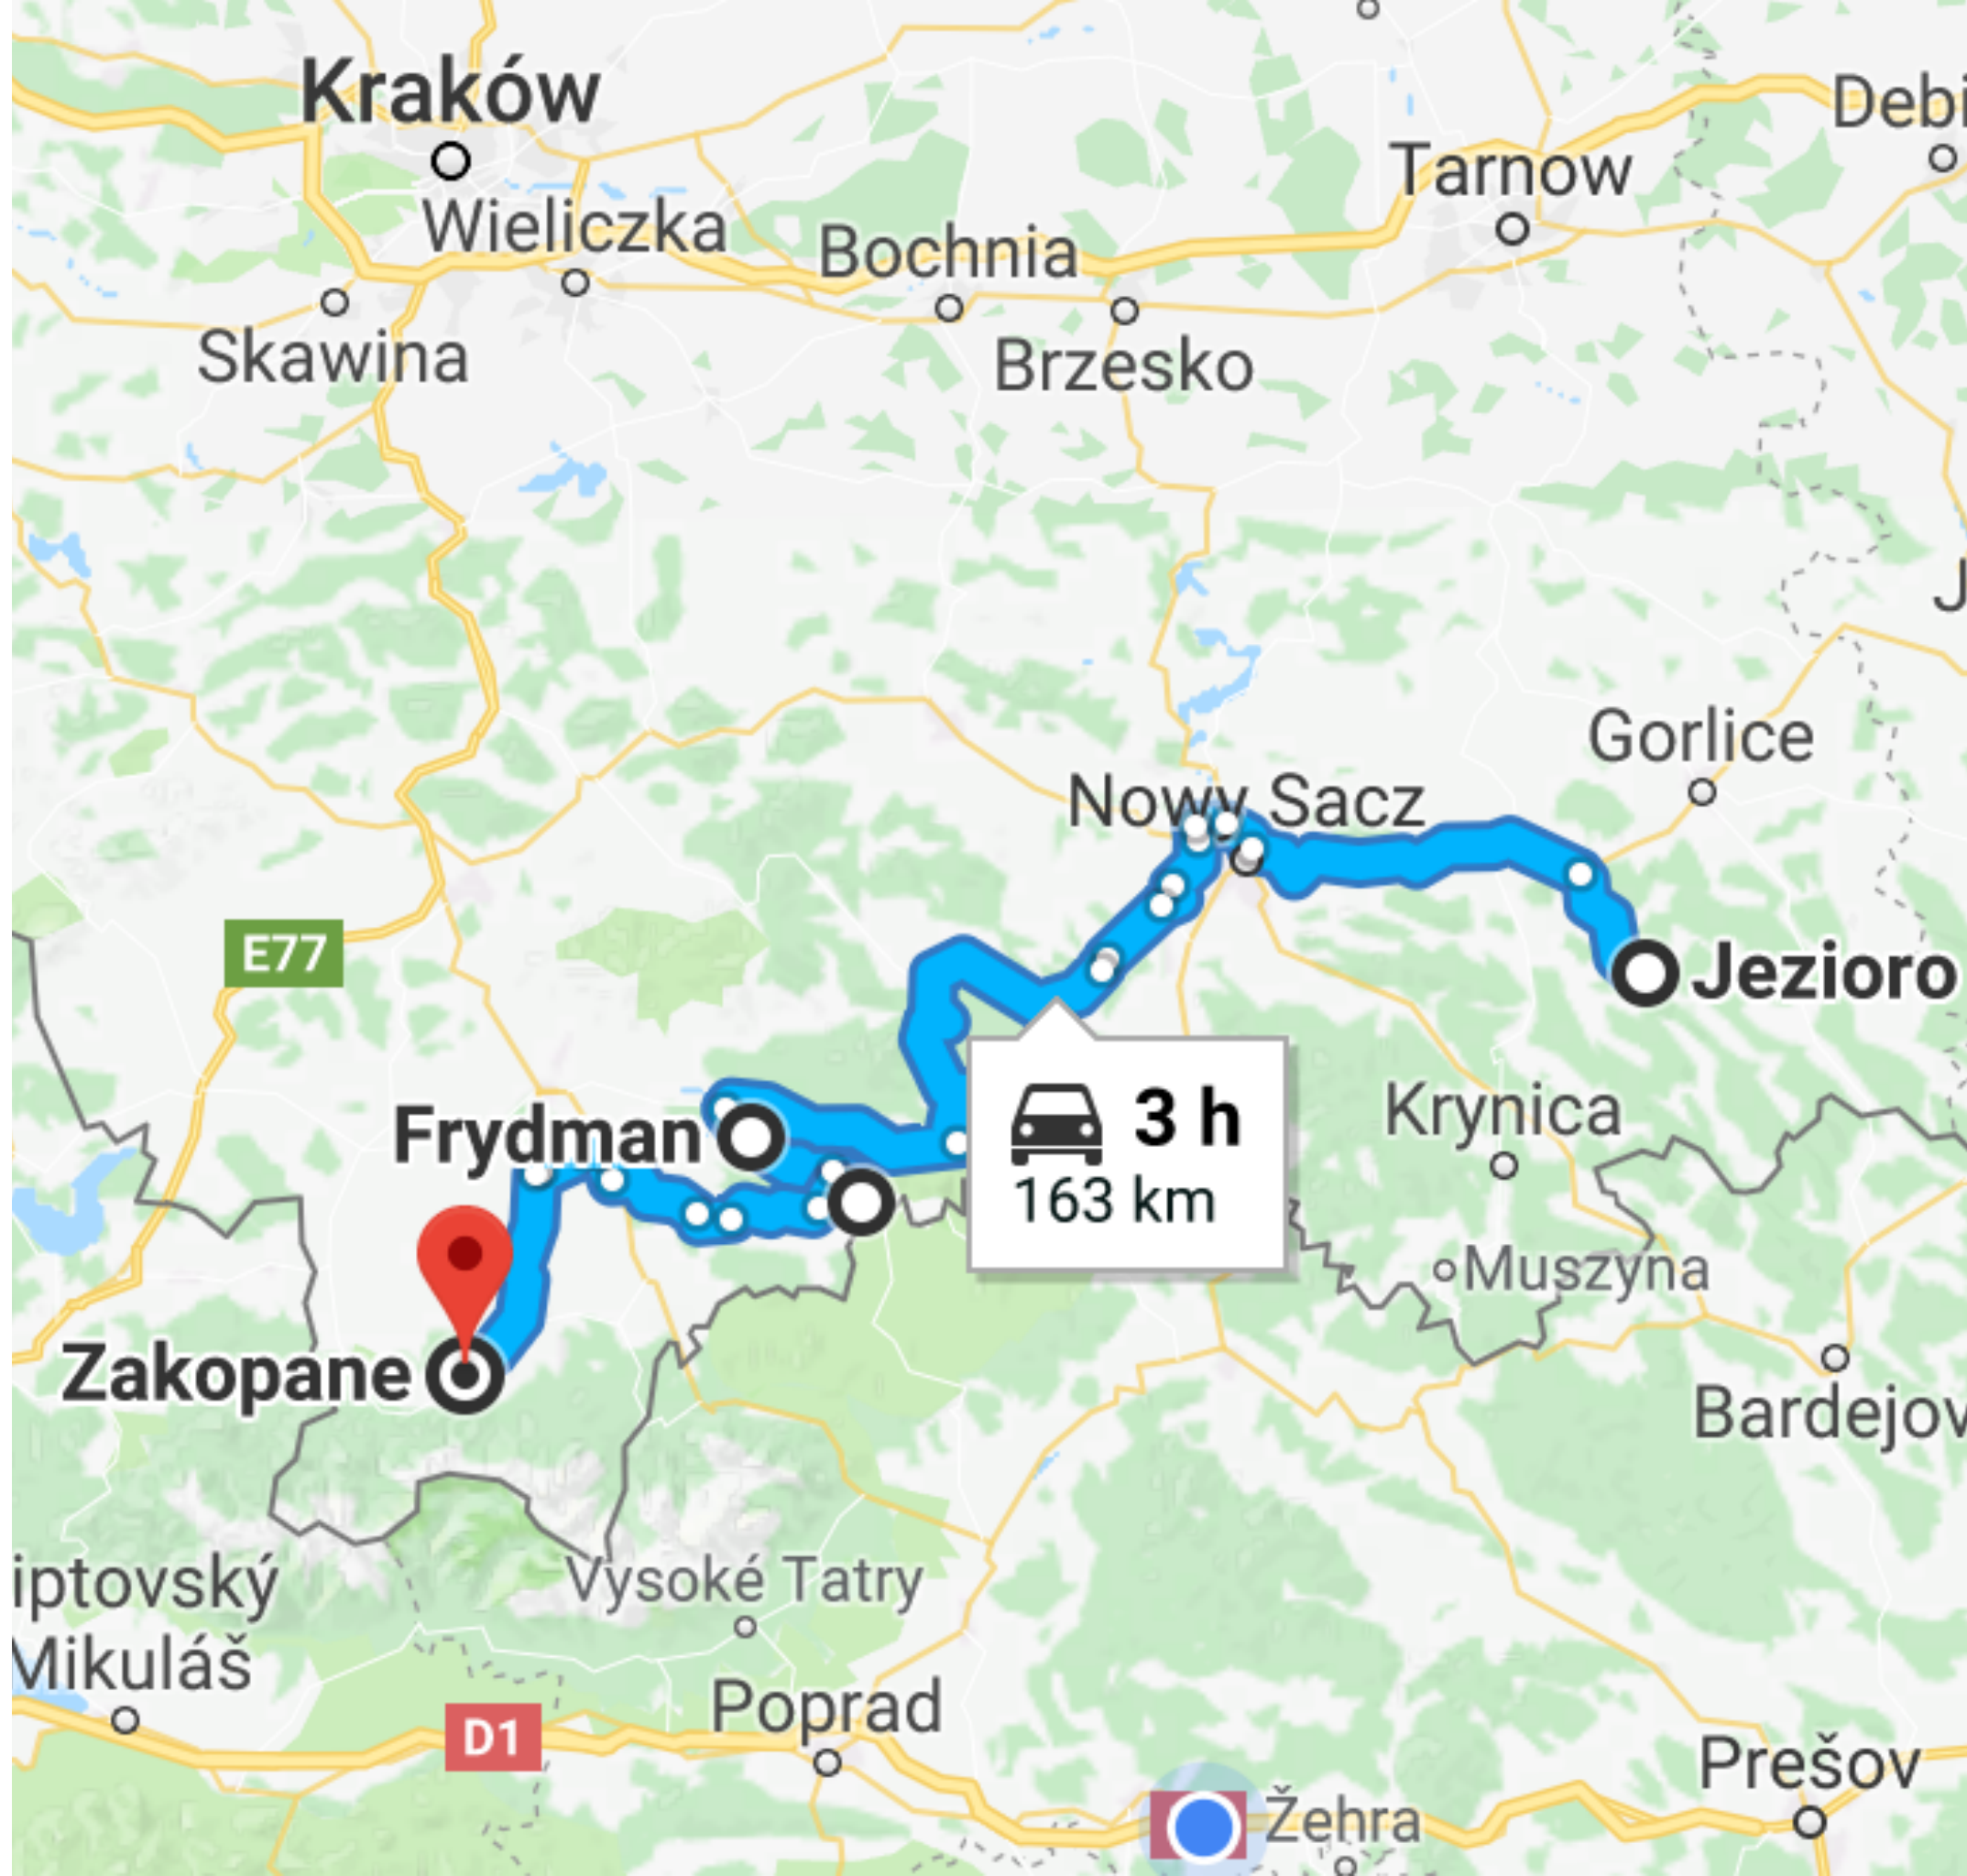 Kraków
Debi
Tarnow
Wieliczka
Bochnia
Skawina
Brzesko
J
Gorlice
Nowy Sacz
E77
Jezioro
3 h
163 km
Krynica
Frydman
Muszyna
Zakopane
Bardejov
Vysoké Tatry
iptovský
Mikuláš
Poprad
D1
Prešov
Žehra